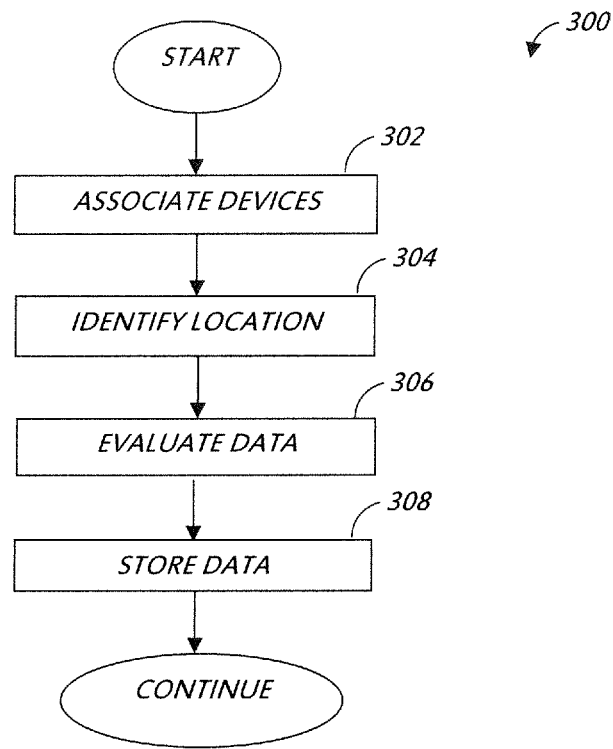 300
START
302
ASSOCIATE DEVICES
304
IDENTIFY LOCATION
306
EVALUATE DATA
308
STORE DATA
CONTINUE